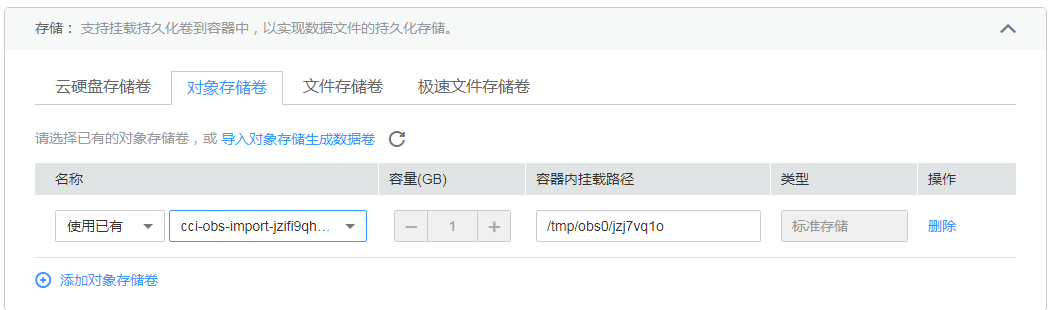 存储： 支持挂载持久化卷到容器中，以实现数据文件的持久化存储。
云硬盘存储卷 对象存储卷 文件存储卷 极速文件存储卷
请选择已有的对象存储卷，或 导入对象存储生成数据卷
名称 容量(GB) 容器内挂载路径 类型 操作
使用已有 cci-obs-import-jzifi9qh... 1 /tmp/obs0/jzj7vq1o 标准存储 删除
添加对象存储卷